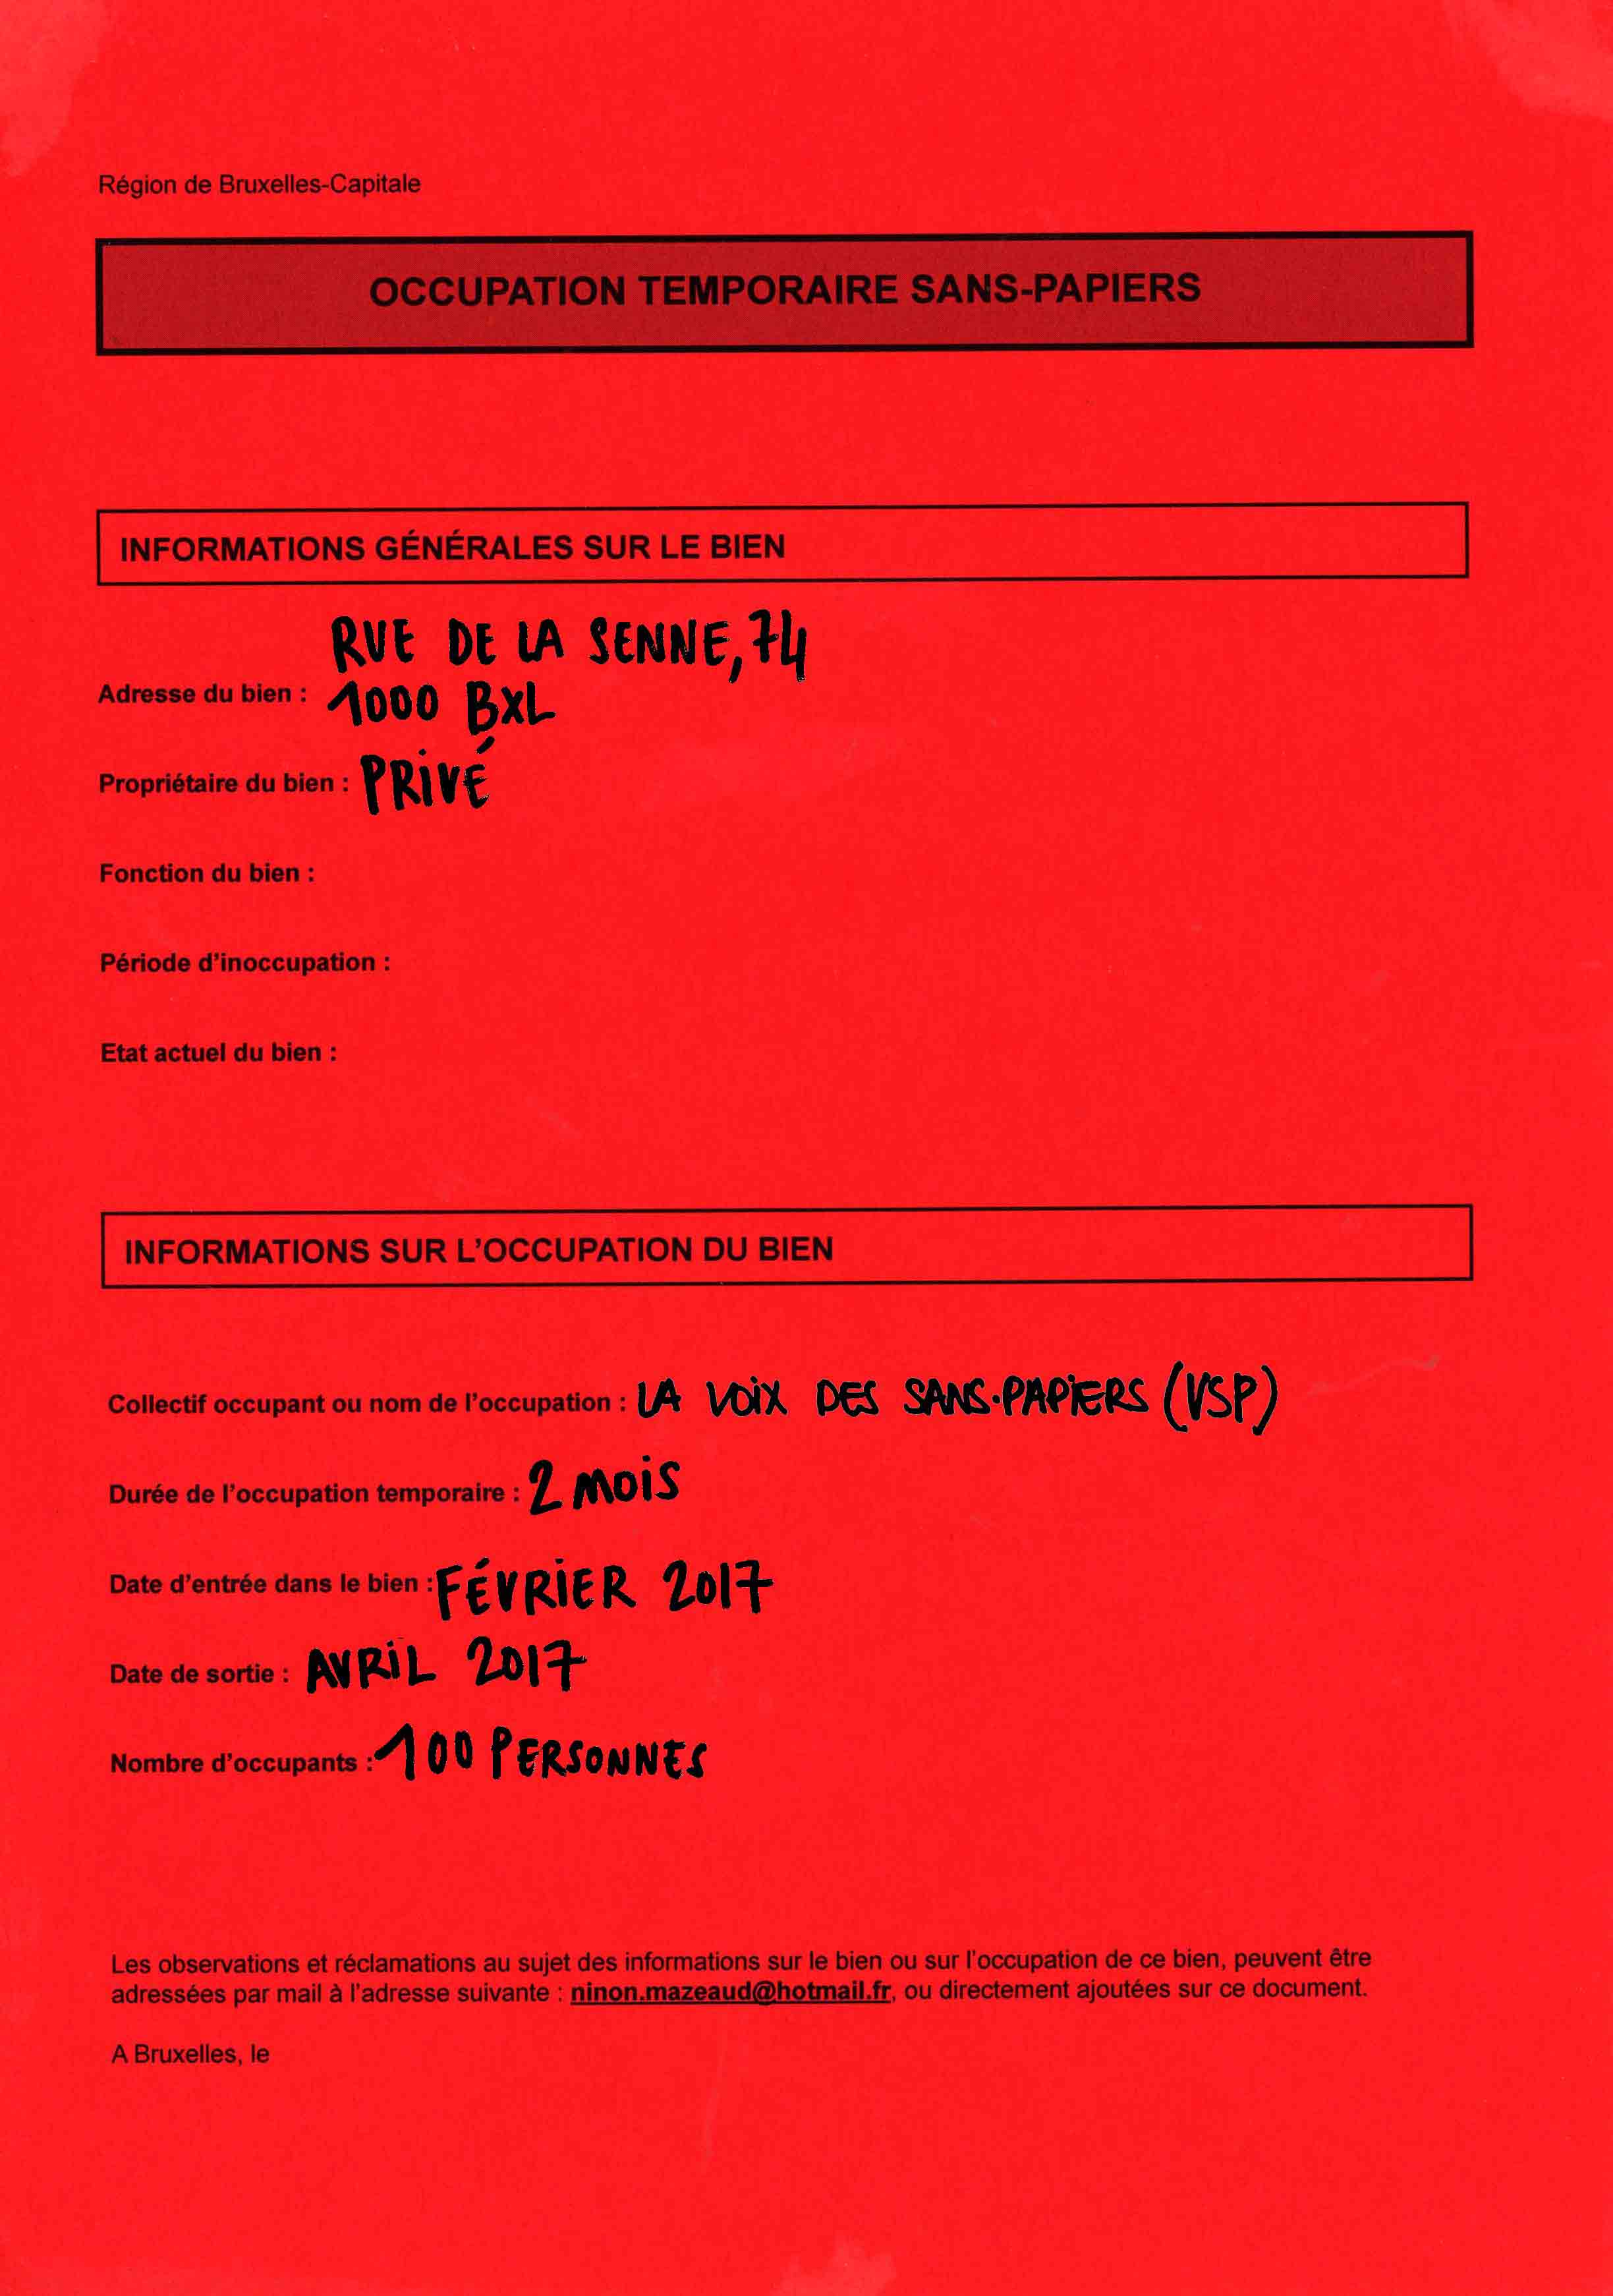 Région de Bruxelles-Capitale
OCCUPATION TEMPORAIRE SANS-PAPIERS
INFORMATIONS GÉNÉRALES SUR LE BIEN
RUE DE LA SENNE, 74
Adresse du bien : 1000 BXL
Propriétaire du bien : PRIVÉ
Fonction du bien :
Période d'inoccupation :
Etat actuel du bien :
INFORMATIONS SUR L'OCCUPATION DU BIEN
Collectif occupant ou nom de l'occupation : LA VOIX DES SANS-PAPIERS (VSP)
Durée de l'occupation temporaire : 2 MOIS
Date d'entrée dans le bien : FÉVRIER 2017
Date de sortie : AVRIL 2017
Nombre d'occupants : 100 PERSONNES
Les observations et réclamations au sujet des informations sur le bien ou sur l'occupation de ce bien, peuvent être
adressées par mail à l'adresse suivante : ninon.mazeaud@hotmail.fr, ou directement ajoutées sur ce document.
A Bruxelles, le